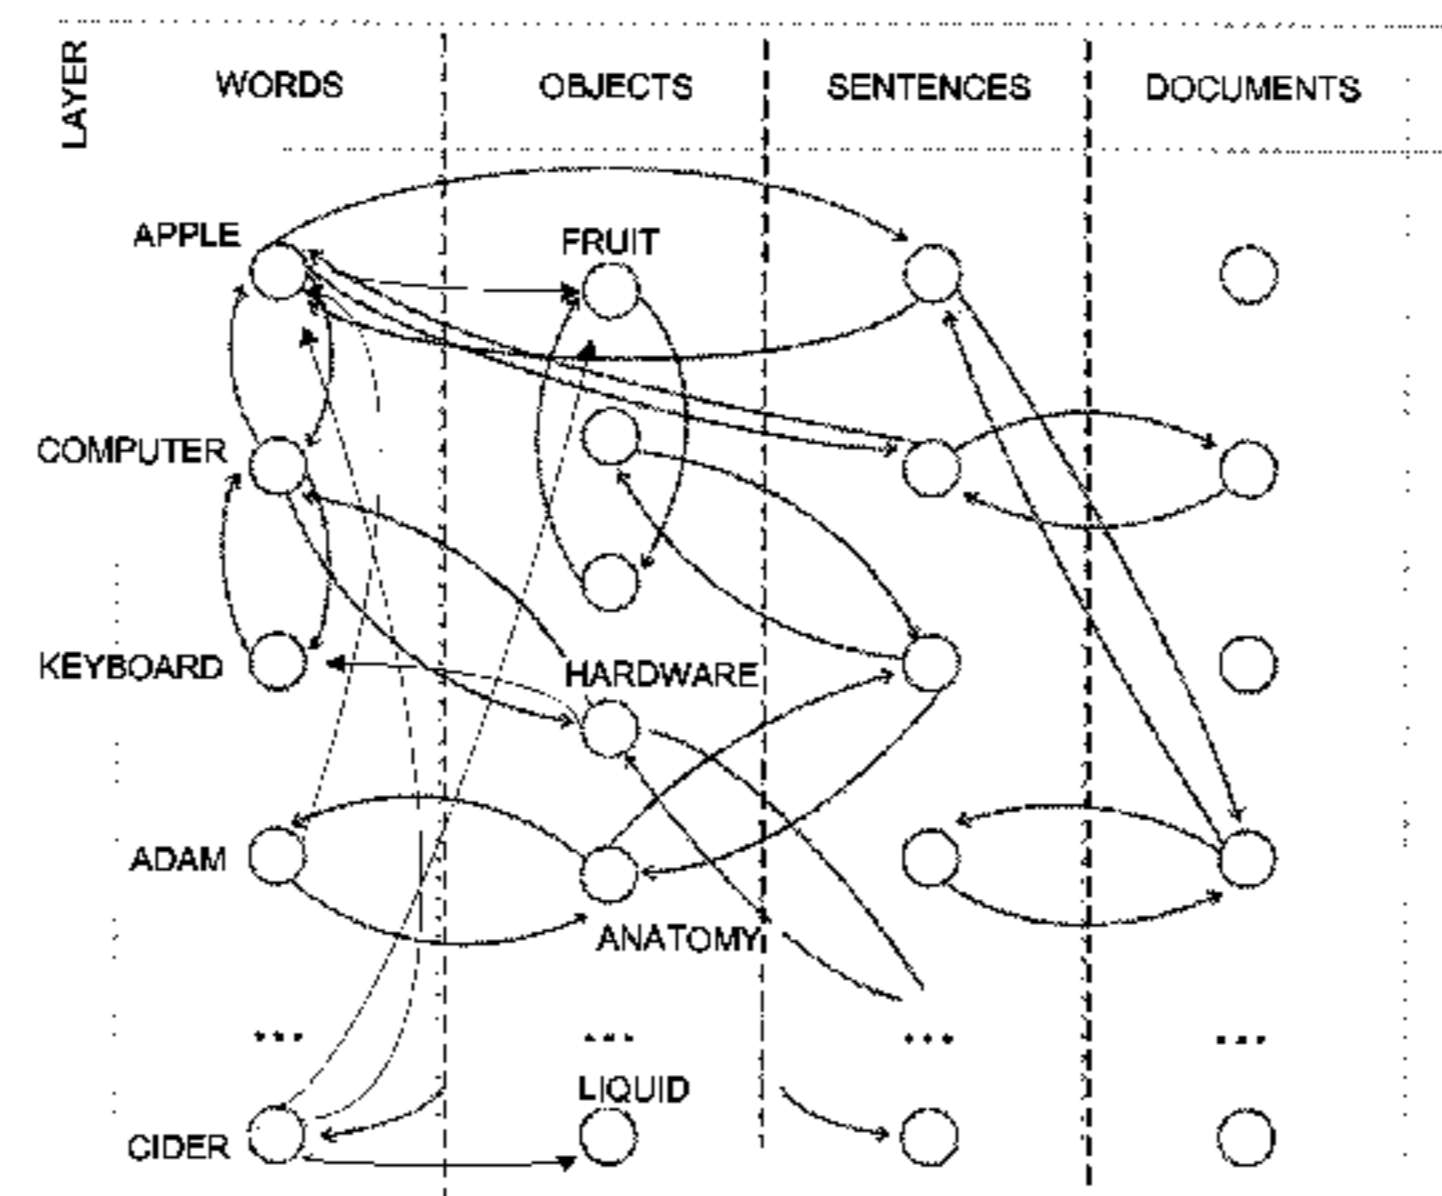 LAYER
WORDS OBJECTS SENTENCES DOCUMENTS
APPLE FRUIT
COMPUTER
KEYBOARD HARDWARE
ADAM
ANATOMY
... ... ... ...
LIQUID
CIDER